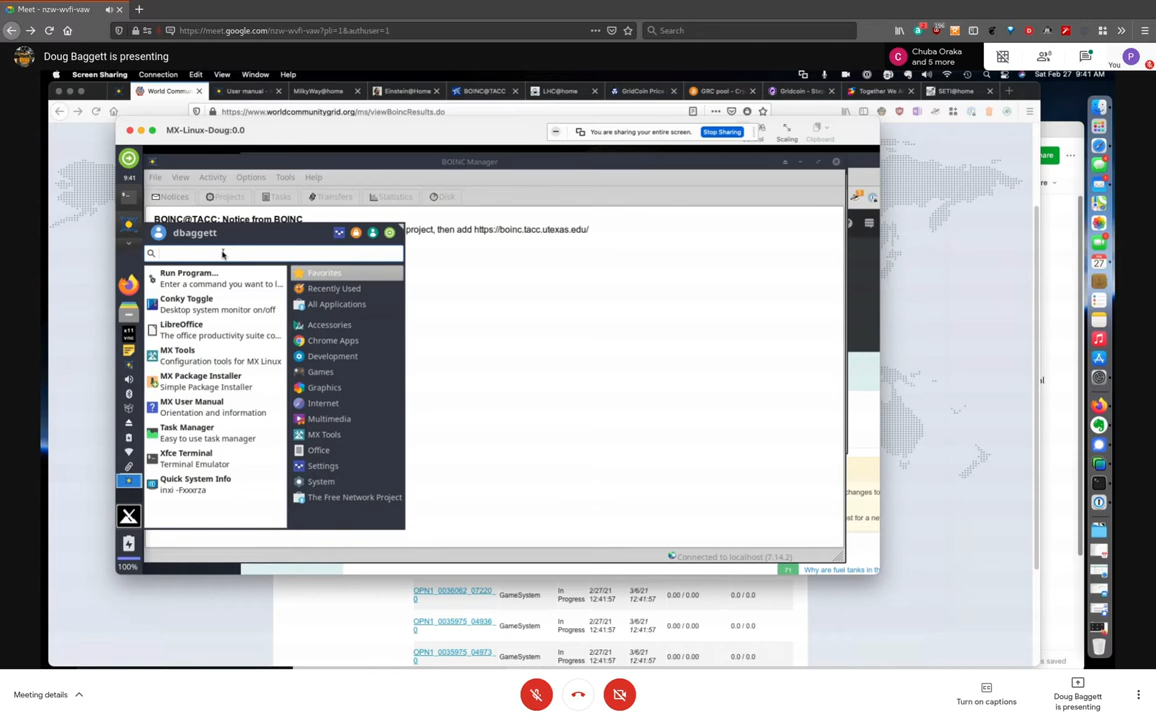 Meet - nzw-wvfi-vaw
https://meet.google.com/nzw-wvfi-vaw?pli=1&authuser=1
Search
196
Doug Baggett is presenting
C
Chuba Oraka
and 5 more
8
P
You
Screen Sharing Connection Edit View Window Help
Sat Feb 27 9:41 AM
World Commu
User manual -
MilkyWay@home
Einstein@Home
BOINC@TACC
LHC@home
GridCoin Price
GRC pool - Cr
Gridcoin - Step
Together We A
SETI@home
https://www.worldcommunitygrid.org/ms/viewBoincResults.do
MX-Linux-Doug:0.0
You are sharing your entire screen.
Stop Sharing
Scaling
Clipboard
BOINC Manager
File View Activity Options Tools Help
Notices Projects Tasks Transfers Statistics Disk
BOINC@TACC: Notice from BOINC
project, then add https://boinc.tacc.utexas.edu/
9:41
dbaggett
Run Program...
Enter a command you want to l...
Conky Toggle
Desktop system monitor on/off
LibreOffice
The office productivity suite co...
MX Tools
Configuration tools for MX Linux
MX Package Installer
Simple Package Installer
MX User Manual
Orientation and information
Task Manager
Easy to use task manager
Xfce Terminal
Terminal Emulator
Quick System Info
inxi -Fxxxrza
Favorites
Recently Used
All Applications
Accessories
Chrome Apps
Development
Games
Graphics
Internet
Multimedia
MX Tools
Office
Settings
System
The Free Network Project
100%
Connected to localhost (7.14.2)
71
Why are fuel tanks in th
changes to
st for a ne
OPN1_0036062_07220_
0
GameSystem
In
Progress
2/27/21
12:41:57
3/6/21
12:41:57
0.00 / 0.00
0.0 / 0.0
OPN1_0035975_04936_
0
GameSystem
In
Progress
2/27/21
12:41:57
3/6/21
12:41:57
0.00 / 0.00
0.0 / 0.0
OPN1_0035975_04973_
0
GameSystem
In
Progress
2/27/21
12:41:57
3/6/21
12:41:57
0.00 / 0.00
0.0 / 0.0
27
Meeting details
Turn on captions
Doug Baggett
is presenting